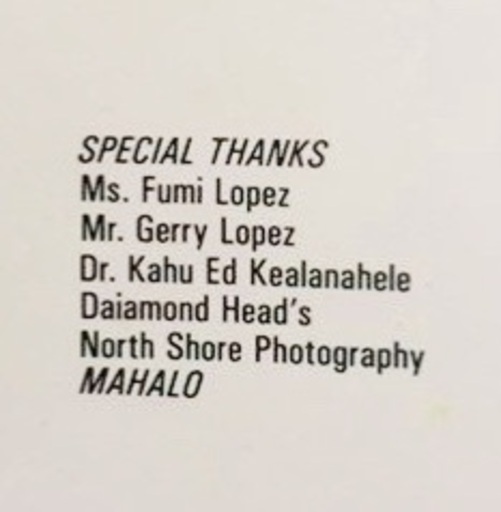 SPECIAL THANKS
Ms. Fumi Lopez
Mr. Gerry Lopez
Dr. Kahu Ed Kealanahele
Daiamond Head's
North Shore Photography
MAHALO